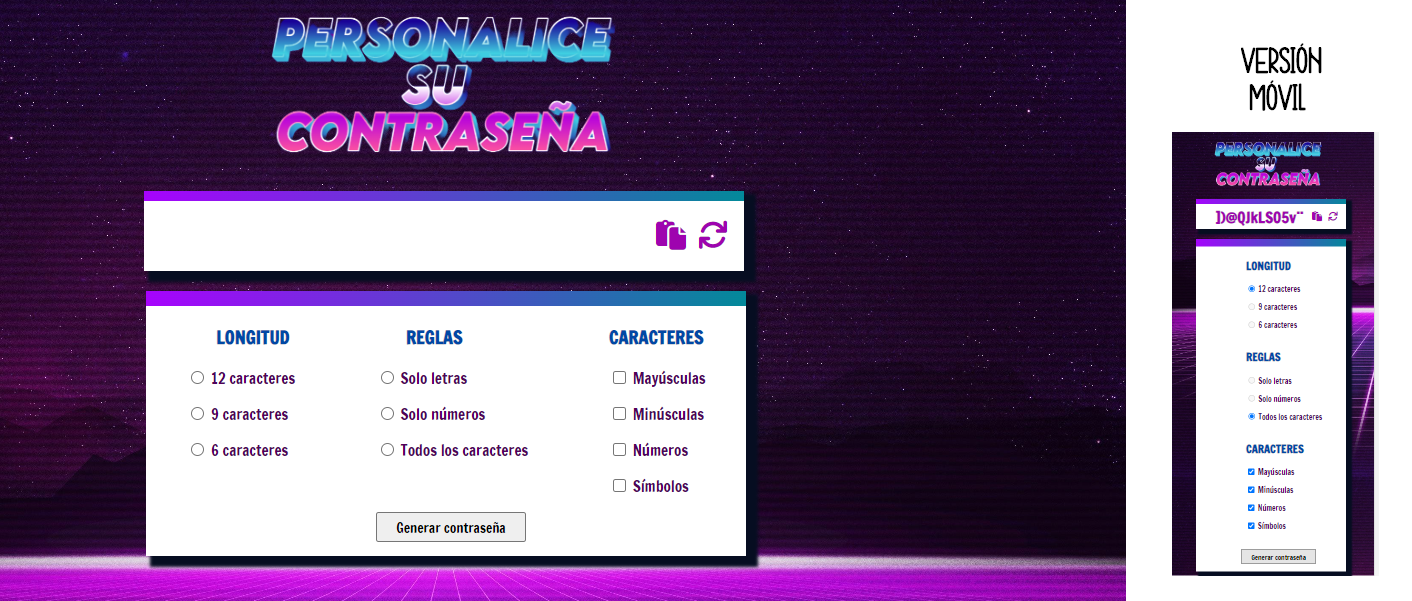 PERSONALICE
SU
CONTRASEÑA
LONGITUD
12 caracteres
9 caracteres
6 caracteres
REGLAS
Solo letras
Solo números
Todos los caracteres
CARACTERES
Mayúsculas
Minúsculas
Números
Símbolos
Generar contraseña
VERSIÓN
MÓVIL
PERSONALICE
SU
CONTRASEÑA
])@QJkLSO5v¨
LONGITUD
12 caracteres
9 caracteres
6 caracteres
REGLAS
Solo letras
Solo números
Todos los caracteres
CARACTERES
Mayúsculas
Minúsculas
Números
Símbolos
Generar contraseña